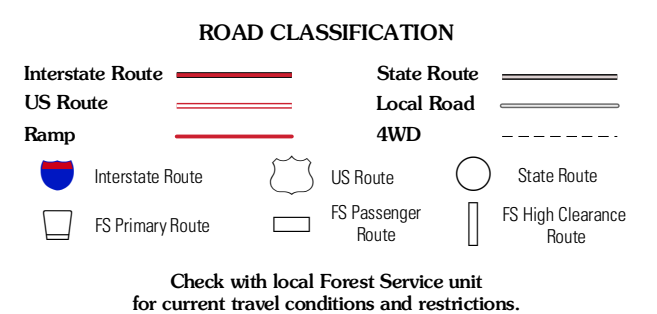 ROAD CLASSIFICATION
Interstate Route
State Route
US Route
Local Road
Ramp
4WD
Interstate Route
US Route
State Route
FS Primary Route
FS Passenger
Route
FS High Clearance
Route
Check with local Forest Service unit
for current travel conditions and restrictions.